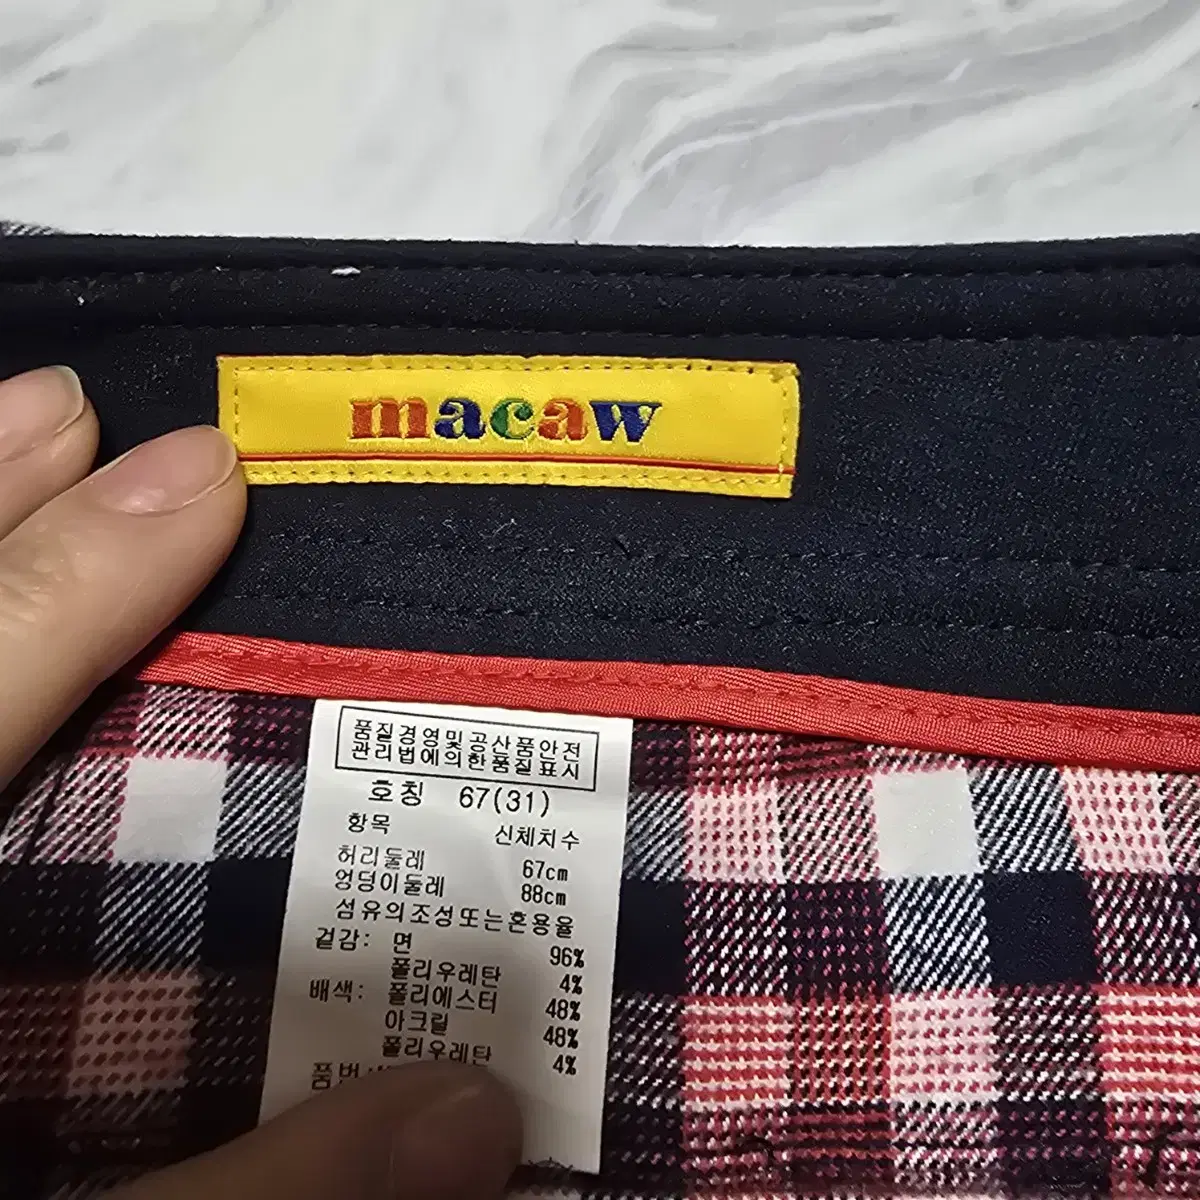 macaw
품질경영및공산품안전
관리법에의한품질표시
호칭 67(31)
항목 신체치수
허리둘레 67cm
엉덩이둘레 88cm
섬유의조성또는혼용율
겉감: 면 96%
폴리우레탄 4%
배색: 폴리에스터 48%
아크릴 48%
폴리우레탄 4%
품번: